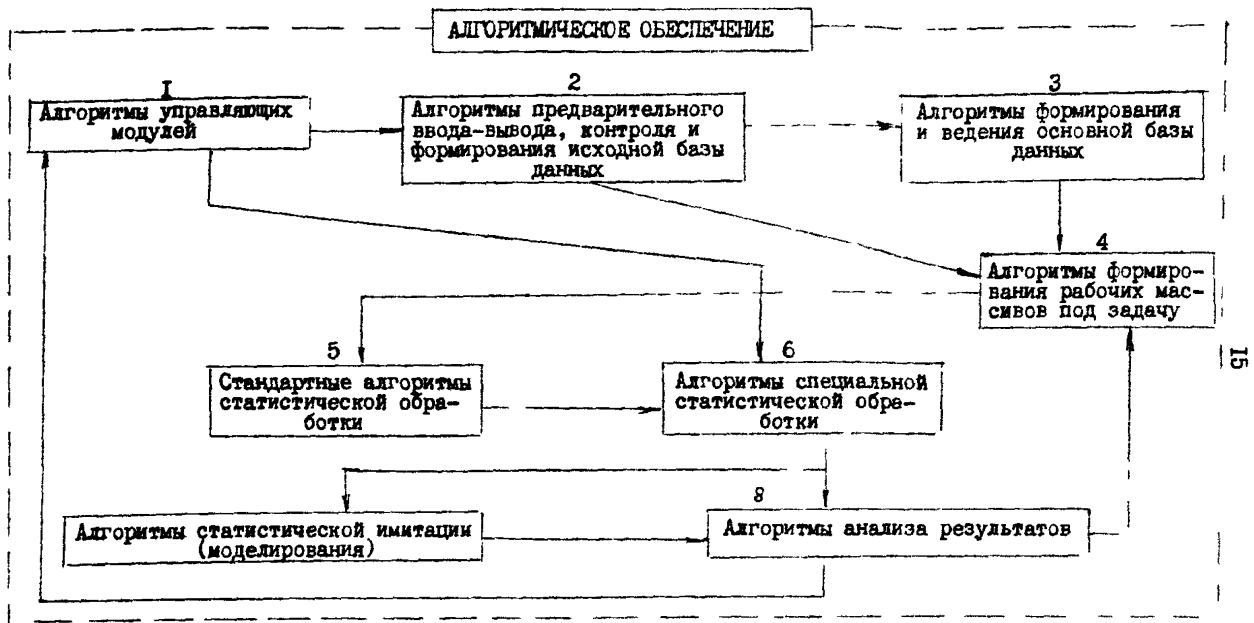 АЛГОРИТМИЧЕСКОЕ ОБЕСПЕЧЕНИЕ
I
Алгоритмы управляющих
модулей
2
Алгоритмы предварительного
ввода-вывода, контроля и
формирования исходной базы
данных
3
Алгоритмы формирования
и ведения основной базы
данных
4
Алгоритмы формиро-
вания рабочих мас-
сивов под задачу
5
Стандартные алгоритмы
статистической обра-
ботки
6
Алгоритмы специальной
статистической обра-
ботки
Алгоритмы статистической имитации
(моделирования)
8
Алгоритмы анализа результатов
I5